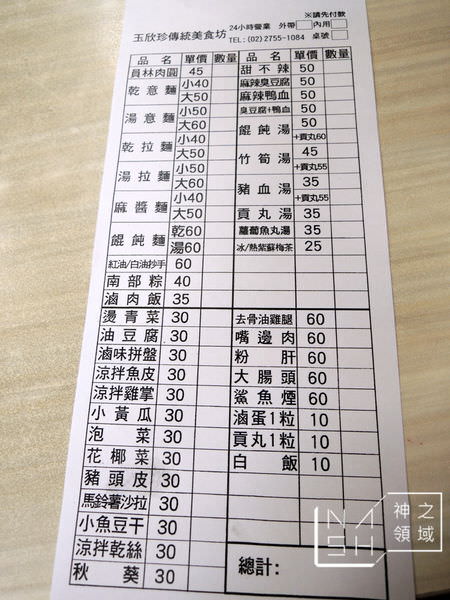 ※請先付款
玉欣珍傳統美食坊 24小時營業 外帶□內用□
TEL:(02)2755-1084 桌號□
品名 單價 數量 品名 單價 數量
員林肉圓 45 甜不辣 50
乾意麵 小40 麻辣臭豆腐 50
大50 麻辣鴨血 50
湯意麵 小50 臭豆腐+鴨血 50
大60 餛飩湯 50
乾拉麵 小40 +貢丸60
大50 竹筍湯 45
湯拉麵 小50 +貢丸55
大60 豬血湯 35
麻醬麵 小40 +貢丸55
大50 貢丸湯 35
餛飩麵 乾60 蘿蔔魚丸湯 35
湯60 冰/熱紫蘇梅茶 25
紅油/白油抄手 60
南部粽 40
滷肉飯 35
燙青菜 30 去骨油雞腿 60
油豆腐 30 嘴邊肉 60
滷味拼盤 30 粉肝 60
涼拌魚皮 30 大腸頭 60
涼拌雞掌 30 鯊魚煙 60
小黃瓜 30 滷蛋1粒 10
泡菜 30 貢丸1粒 10
花椰菜 30 白飯 10
豬頭皮 30
馬鈴薯沙拉 30
小魚豆干 30
涼拌乾絲 30
秋葵 30 總計:
NASH 神之領域